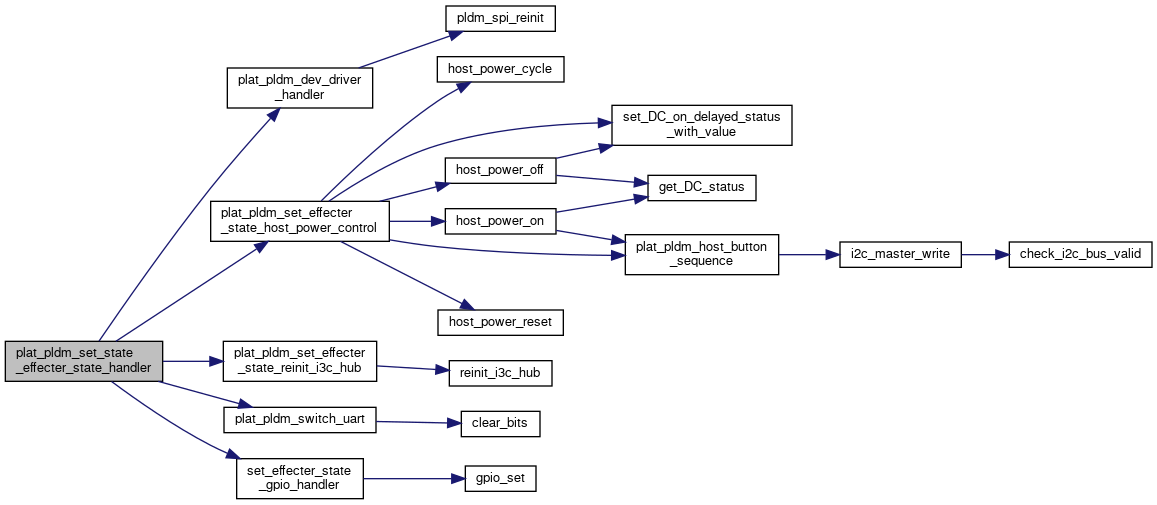 pldm_spi_reinit
plat_pldm_dev_driver
_handler
host_power_cycle
set_DC_on_delayed_status
_with_value
host_power_off
get_DC_status
plat_pldm_set_effecter
_state_host_power_control
host_power_on
plat_pldm_host_button
_sequence
i2c_master_write
check_i2c_bus_valid
host_power_reset
plat_pldm_set_state
_effecter_state_handler
plat_pldm_set_effecter
_state_reinit_i3c_hub
reinit_i3c_hub
plat_pldm_switch_uart
clear_bits
set_effecter_state
_gpio_handler
gpio_set